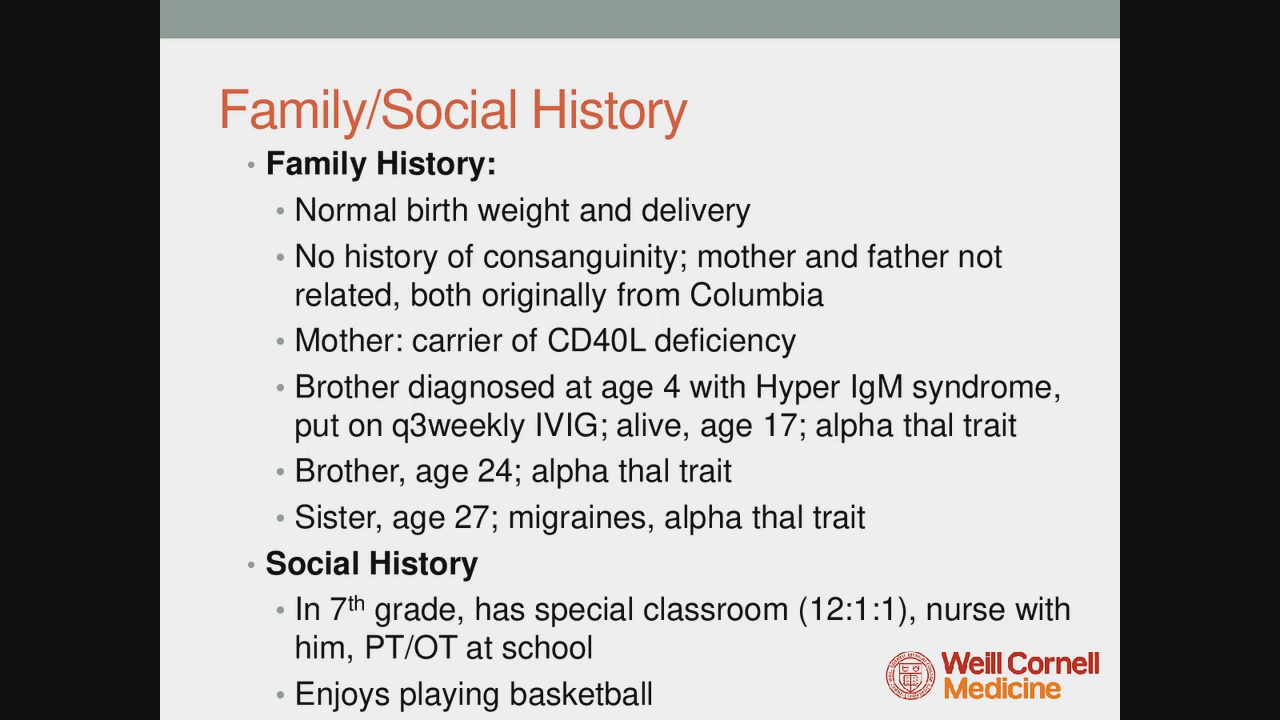 Family/Social History
• Family History:
• Normal birth weight and delivery
• No history of consanguinity; mother and father not
related, both originally from Columbia
• Mother: carrier of CD40L deficiency
• Brother diagnosed at age 4 with Hyper IgM syndrome,
put on q3weekly IVIG; alive, age 17; alpha thal trait
• Brother, age 24; alpha thal trait
• Sister, age 27; migraines, alpha thal trait
• Social History
• In 7th grade, has special classroom (12:1:1), nurse with
him, PT/OT at school
• Enjoys playing basketball
Weill Cornell
Medicine